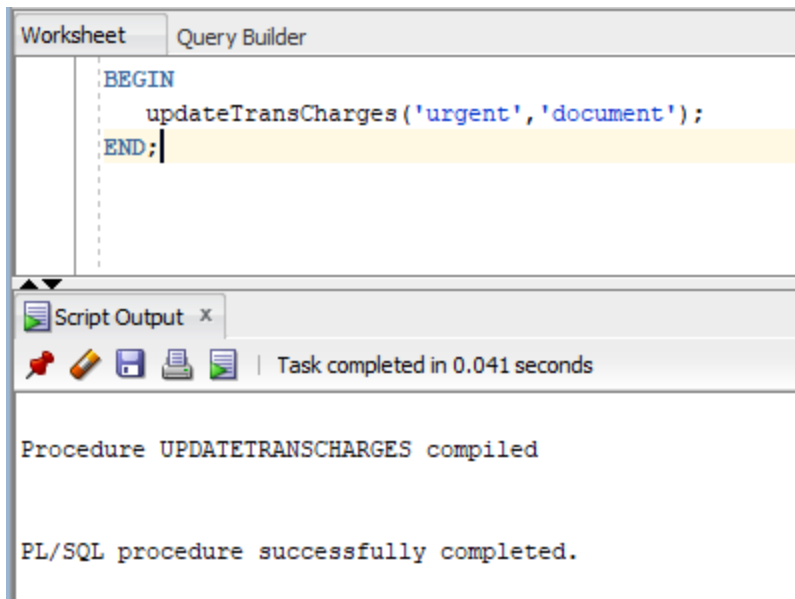 Worksheet Query Builder
BEGIN
updateTransCharges('urgent','document');
END;
Script Output x
Task completed in 0.041 seconds
Procedure UPDATETRANSCHARGES compiled
PL/SQL procedure successfully completed.